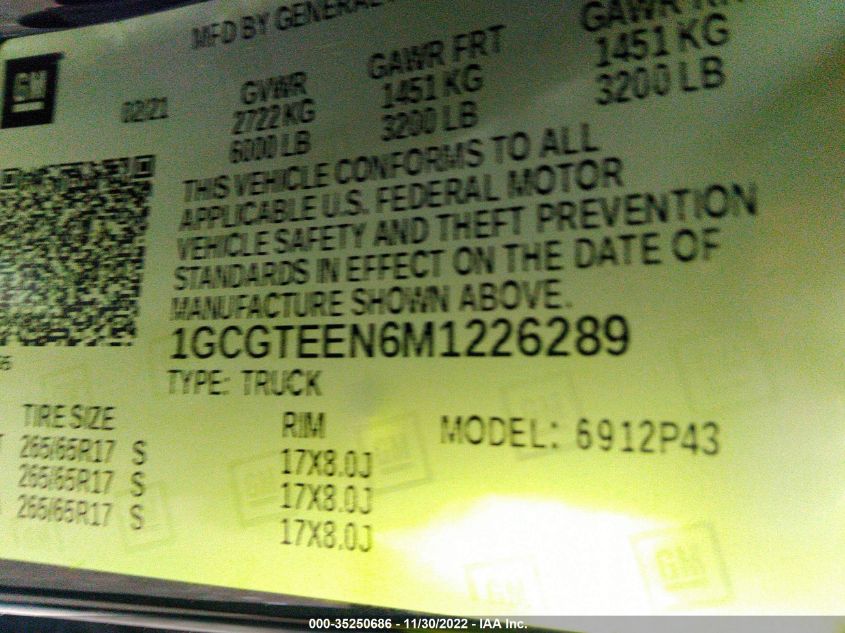 MFD BY GENERAL
GM
02/21
GVWR
2722 KG
6000 LB
GAWR FRT
1451 KG
3200 LB
GAWR RR
1451 KG
3200 LB
THIS VEHICLE CONFORMS TO ALL
APPLICABLE U.S. FEDERAL MOTOR
VEHICLE SAFETY AND THEFT PREVENTION
STANDARDS IN EFFECT ON THE DATE OF
MANUFACTURE SHOWN ABOVE.
1GCGTEEN6M1226289
TYPE: TRUCK
TIRE SIZE
RIM
MODEL: 6912P43
265/65R17 S 17X8.0J
265/65R17 S 17X8.0J
265/65R17 S 17X8.0J
GM
GM
000-35250686 - 11/30/2022 - IAA Inc.